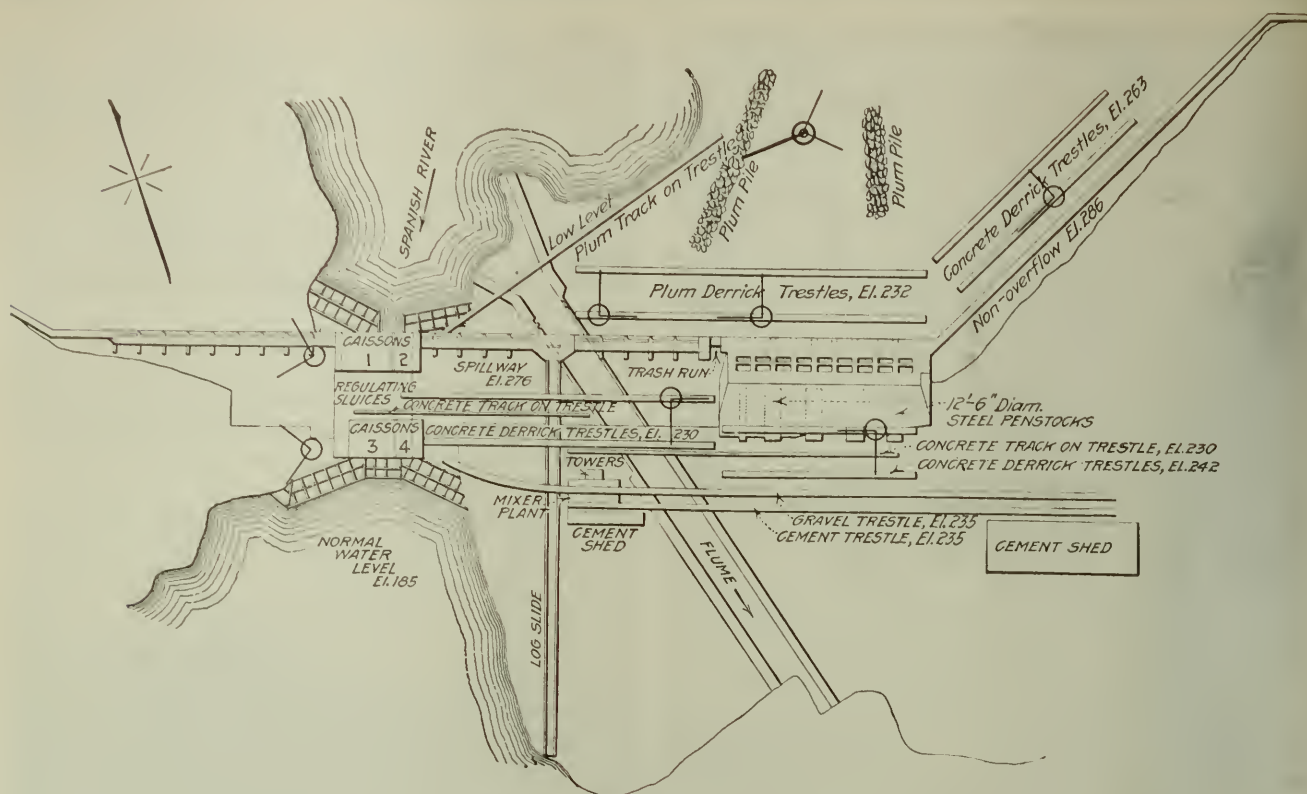 SPANISH RIVER
Low Level
Plum Track on Trestle
Plum Pile
Plum Pile
Concrete Derrick Trestles, El.263
Non-overflow El.286
Plum Derrick Trestles, El.232
CAISSONS
1 2
SPILLWAY
El.276
TRASH RUN
REGULATING
SLUICES
CONCRETE TRACK ON TRESTLE
12'-6" Diam.
STEEL PENSTOCKS
CAISSONS
3 4
CONCRETE DERRICK TRESTLES, El. 230
CONCRETE TRACK ON TRESTLE, El.230
TOWERS
CONCRETE DERRICK TRESTLES, El.242
MIXER
PLANT
GRAVEL TRESTLE, El.235
CEMENT TRESTLE, El.235
CEMENT
SHED
CEMENT SHED
NORMAL
WATER
LEVEL
El.185
FLUME
LOG SLIDE